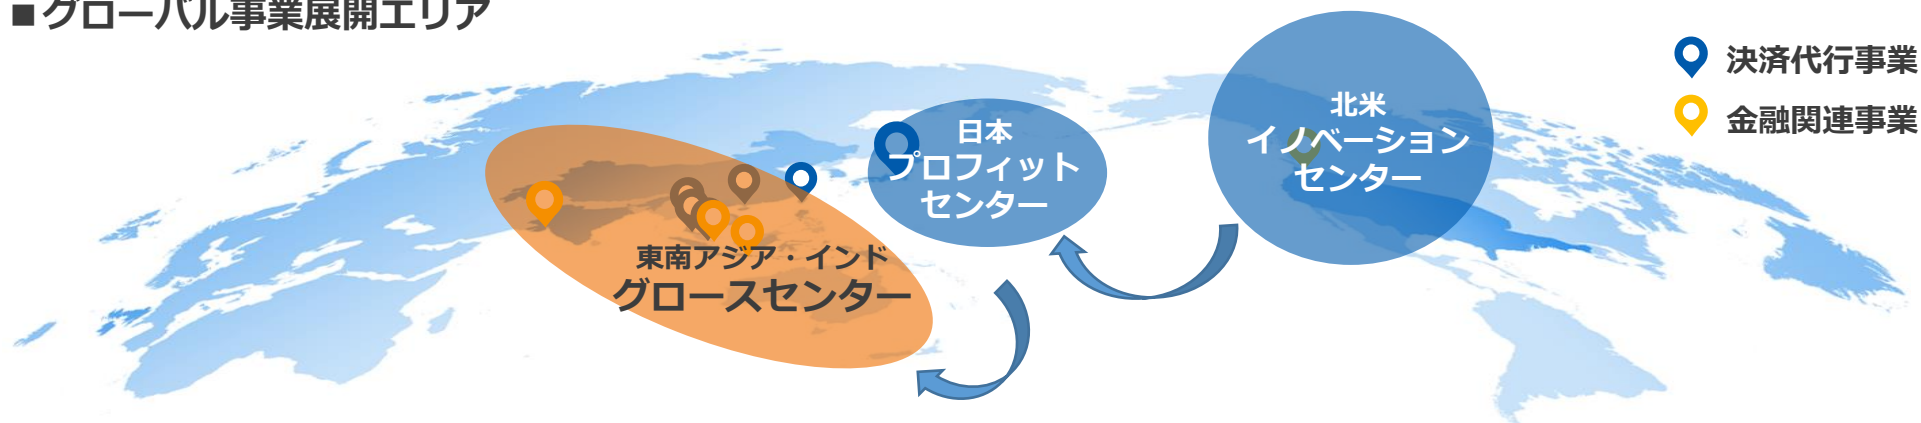 ■グローバル事業展開エリア
決済代行事業
金融関連事業
北米
イノベーション
センター
日本
プロフィット
センター
東南アジア・インド
グロースセンター